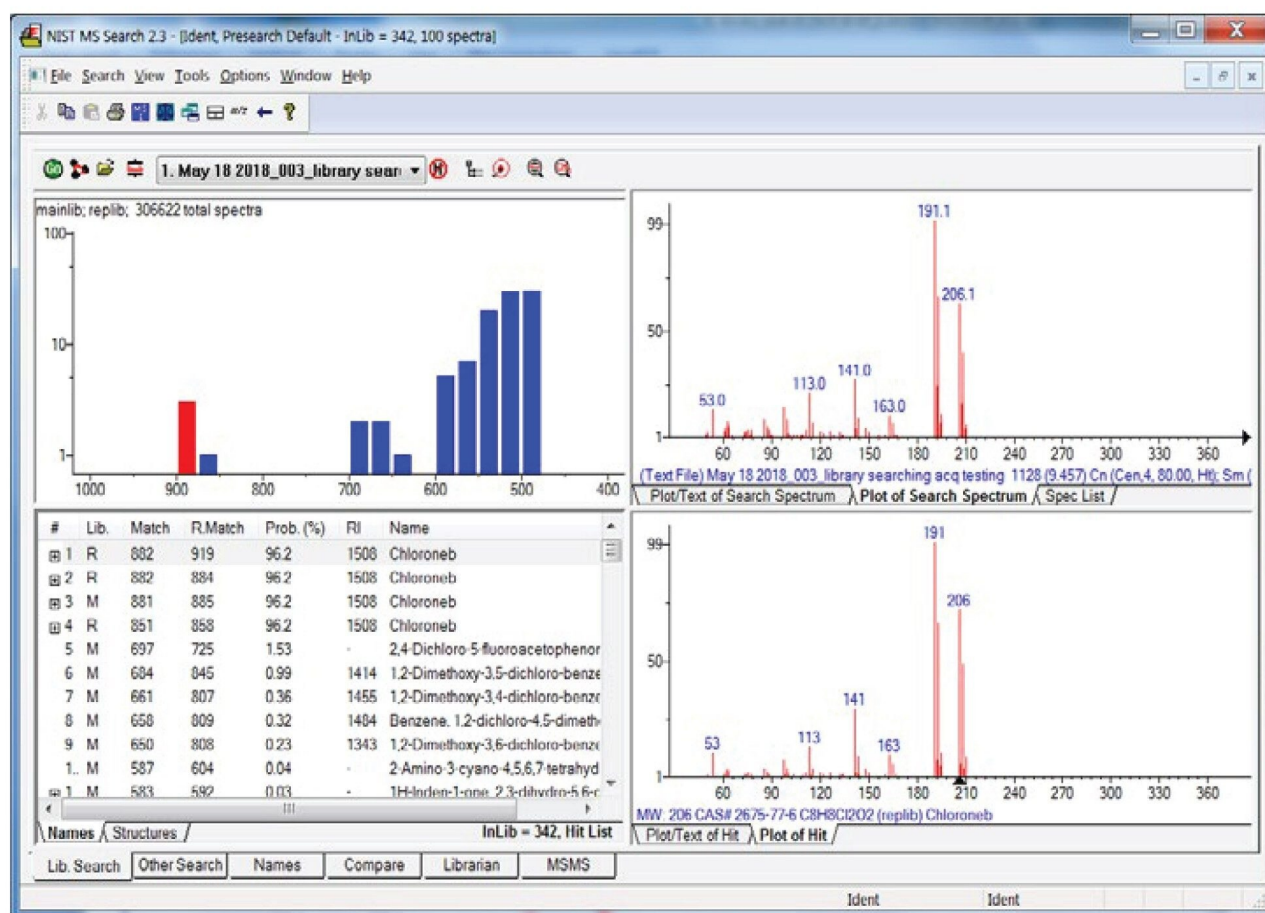 NIST MS Search 2.3 - [Ident, Presearch Default - InLib = 342, 100 spectra]
File Search View Tools Options Window Help
1. May 18 2018_003_library sear
mainlib; replib; 306622 total spectra
100
10
1
1000 900 800 700 600 500 400
# Lib. Match R.Match Prob. (%) RI Name
1 R 882 919 96.2 1508 Chloroneb
2 R 882 884 96.2 1508 Chloroneb
3 M 881 885 96.2 1508 Chloroneb
4 R 851 858 96.2 1508 Chloroneb
5 M 697 725 1.53 - 2,4-Dichloro-5-fluoroacetophenor
6 M 684 845 0.99 1414 1,2-Dimethoxy-3,5-dichloro-benze
7 M 661 807 0.36 1455 1,2-Dimethoxy-3,4-dichloro-benze
8 M 658 809 0.32 1484 Benzene, 1,2-dichloro-4,5-dimeth
9 M 650 808 0.23 1343 1,2-Dimethoxy-3,6-dichloro-benze
1.. M 587 604 0.04 - 2-Amino-3-cyano-4,5,6,7-tetrahyd
1 M 583 592 0.03 - 1H-Inden-1-one, 2,3-dihydro-5,6-c
Names Structures InLib = 342, Hit List
99
50
1
53.0 113.0 141.0 163.0 191.1 206.1
60 90 120 150 180 210 240 270 300 330 360
(Text File) May 18 2018_003_library searching acq testing 1128 (9.457) Cn (Cen,4, 80.00, Ht); Sm (
Plot/Text of Search Spectrum Plot of Search Spectrum Spec List
99
50
1
53 113 141 163 191 206
60 90 120 150 180 210 240 270 300 330 360
MW: 206 CAS# 2675-77-6 C8H8Cl2O2 (replib) Chloroneb
Plot/Text of Hit Plot of Hit
Lib. Search Other Search Names Compare Librarian MSMS
Ident Ident